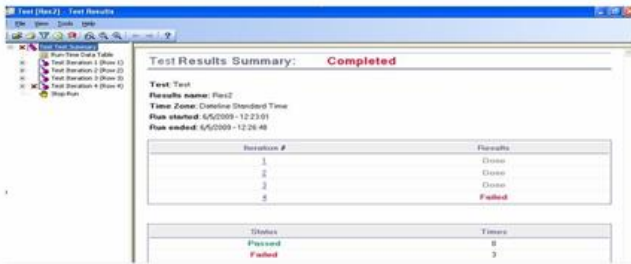 Test [Res2] - Test Results
File View Tools Help
Test Test Summary
Run-Time Data Table
Test Iteration 1 (Row 1)
Test Iteration 2 (Row 2)
Test Iteration 3 (Row 3)
Test Iteration 4 (Row 4)
Stop Run
Test Results Summary: Completed
Test: Test
Results name: Res2
Time Zone: Dateline Standard Time
Run started: 6/5/2009 - 12:23:01
Run ended: 6/5/2009 - 12:26:48
Iteration # Results
1 Done
2 Done
3 Done
4 Failed
Status Times
Passed 0
Failed 3